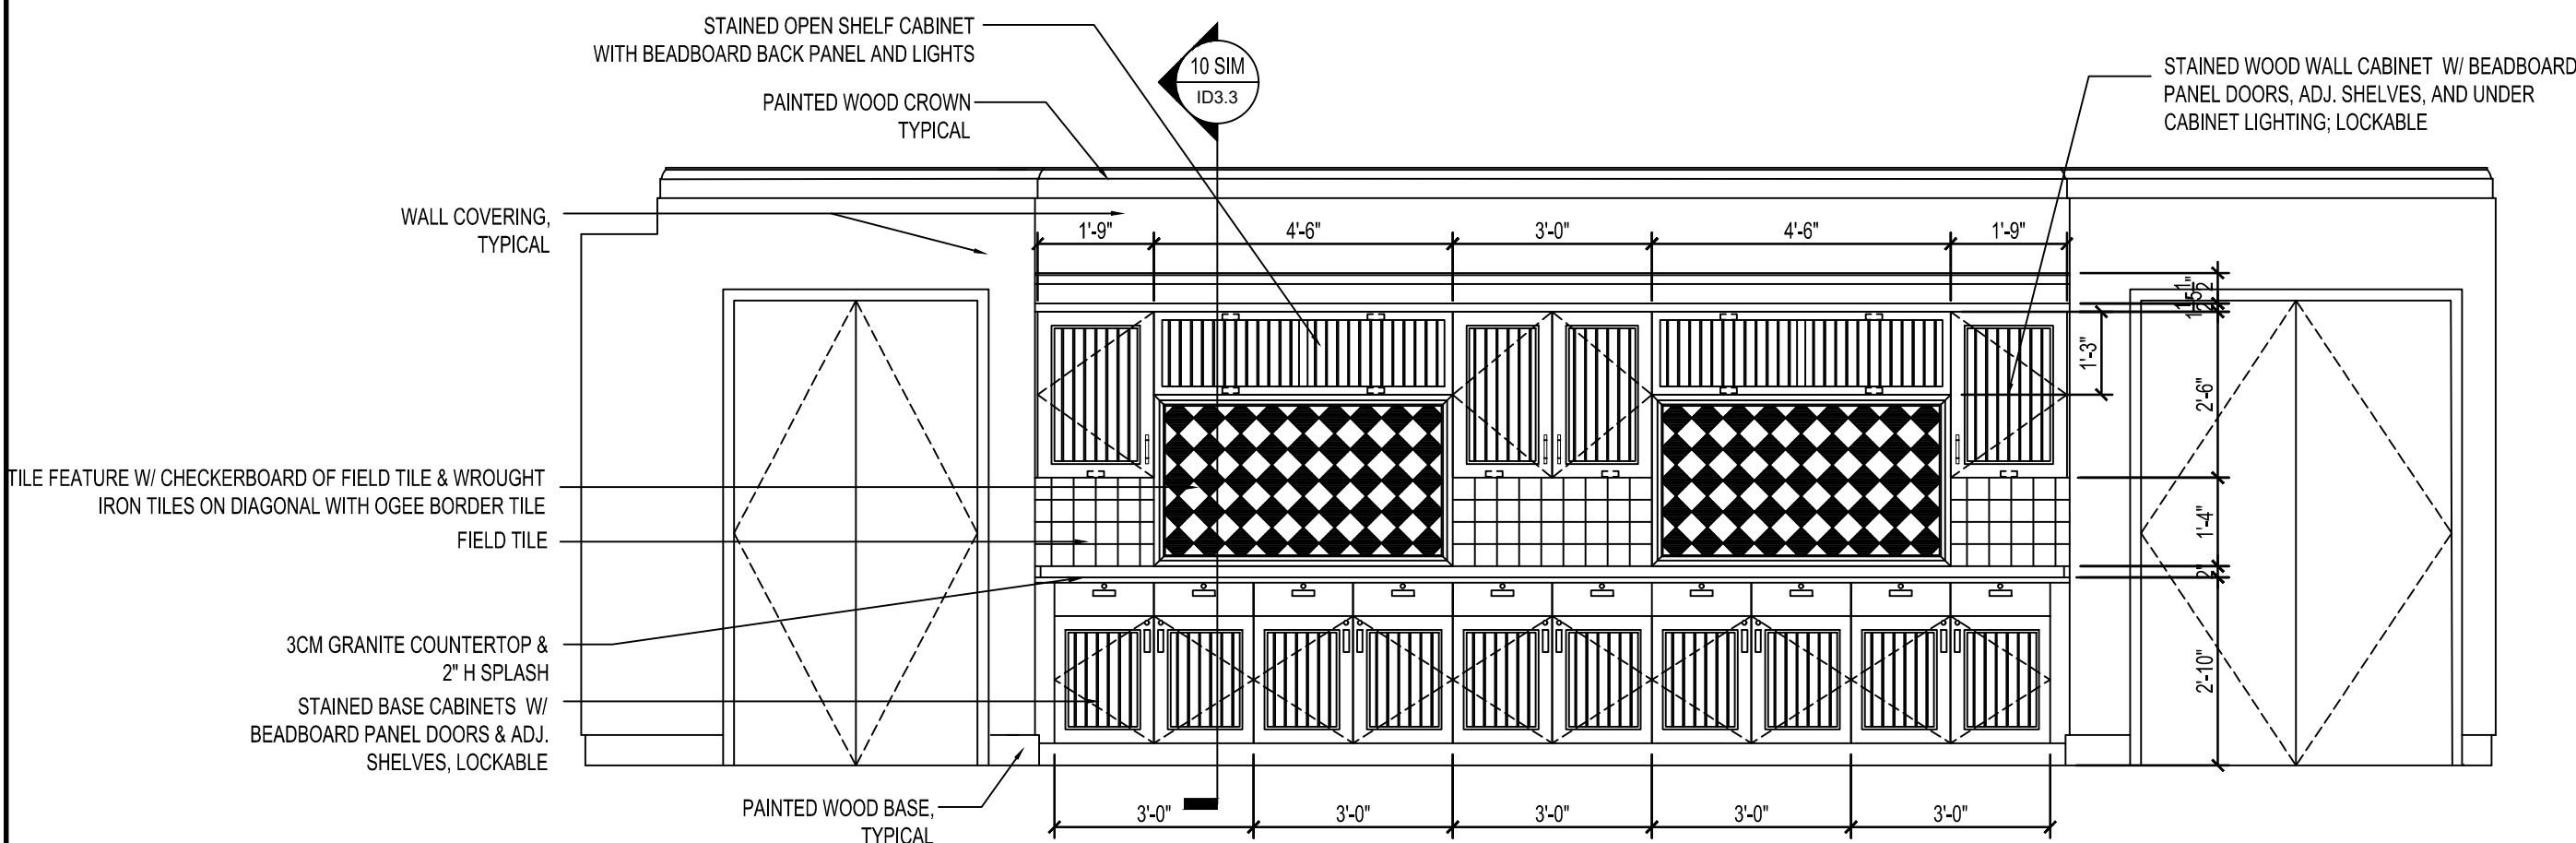 STAINED OPEN SHELF CABINET
WITH BEADBOARD BACK PANEL AND LIGHTS
10 SIM
ID3.3
STAINED WOOD WALL CABINET W/ BEADBOARD
PANEL DOORS, ADJ. SHELVES, AND UNDER
CABINET LIGHTING; LOCKABLE
PAINTED WOOD CROWN
TYPICAL
WALL COVERING,
TYPICAL
1'-9"
4'-6"
3'-0"
4'-6"
1'-9"
1'-3"
2'-6"
1'-4"
2"
2'-10"
TILE FEATURE W/ CHECKERBOARD OF FIELD TILE & WROUGHT
IRON TILES ON DIAGONAL WITH OGEE BORDER TILE
FIELD TILE
3CM GRANITE COUNTERTOP &
2" H SPLASH
STAINED BASE CABINETS W/
BEADBOARD PANEL DOORS & ADJ.
SHELVES, LOCKABLE
PAINTED WOOD BASE,
TYPICAL
3'-0"
3'-0"
3'-0"
3'-0"
3'-0"